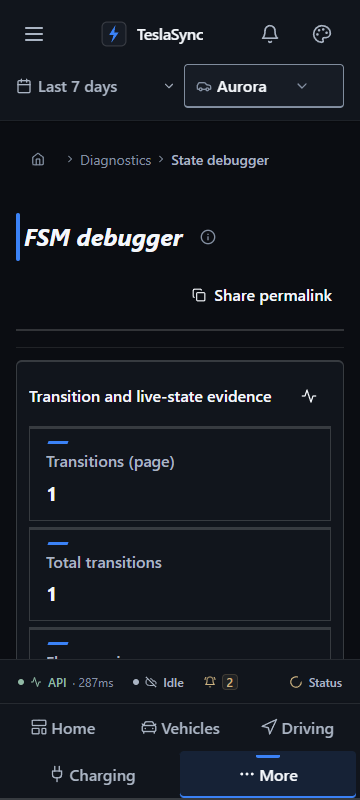 TeslaSync
Last 7 days
Aurora
Diagnostics
State debugger
FSM debugger
Share permalink
Transition and live-state evidence
Transitions (page)
1
Total transitions
1
API · 287ms
Idle
2
Status
Home
Vehicles
Driving
Charging
More